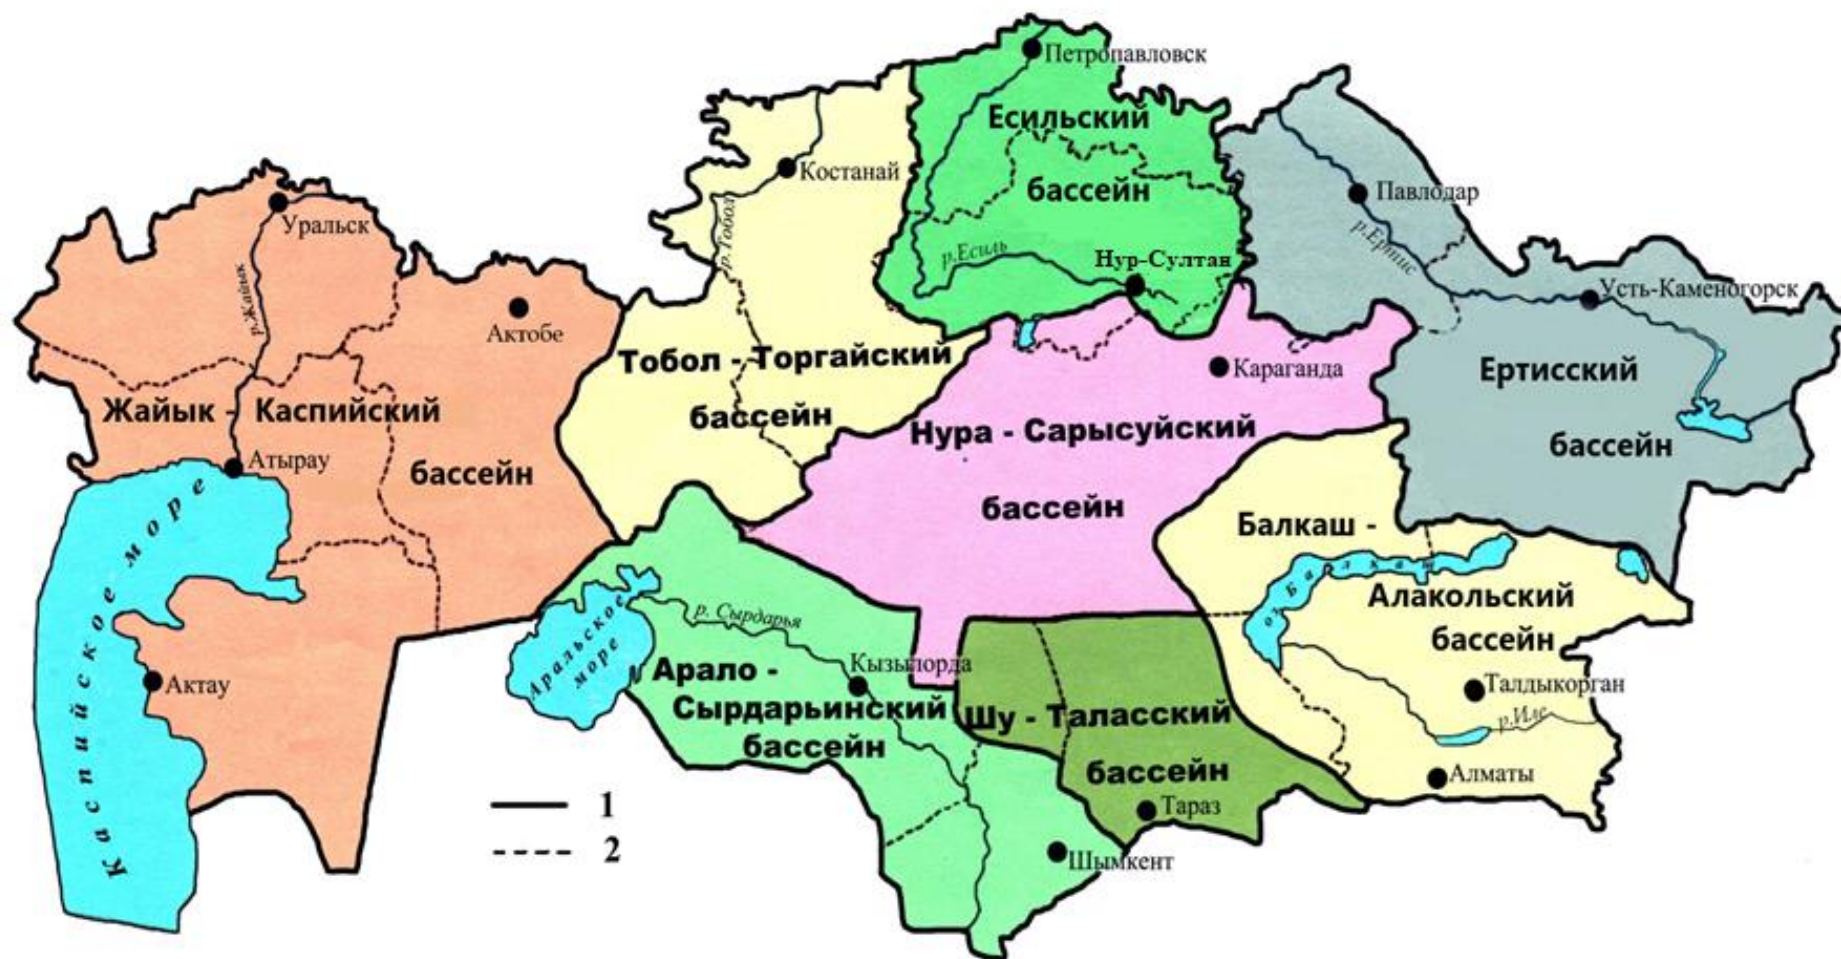 Петропавловск
Есильский
бассейн
Костанай
Павлодар
Уральск
р.Тобол
р.Ертис
р.Есиль
Нур-Султан
Усть-Каменогорск
р.Жайык
Актобе
Тобол - Торгайский
бассейн
Караганда
Ертисский
бассейн
Жайык - Каспийский
бассейн
Нура - Сарысуйский
бассейн
Атырау
Каспийское море
Балкаш -
Алакольский
бассейн
оз.Балкаш
Аральское
море
р. Сырдарья
Кызылорда
Арало -
Сырдарьинский
бассейн
Актау
Талдыкорган
Шу - Таласский
бассейн
р.Иле
Алматы
Тараз
Шымкент
1
2